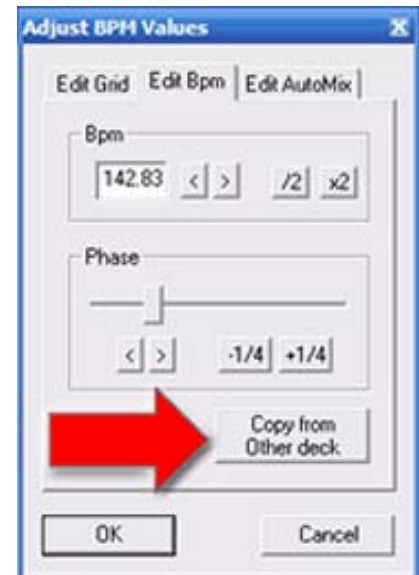 Adjust BPM Values X
Edit Grid Edit Bpm Edit AutoMix
Bpm
142.83 < > /2 x2
Phase
< > -1/4 +1/4
Copy from
Other deck
OK Cancel